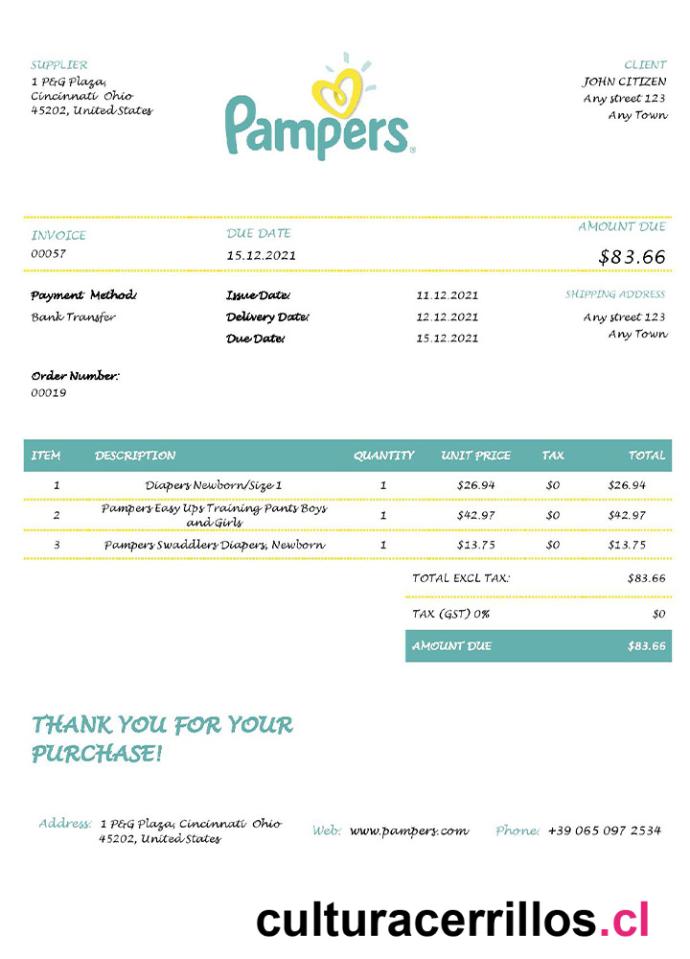 SUPPLIER
1 P&G Plaza,
Cincinnati Ohio
45202, United States
Pampers
CLIENT
JOHN CITIZEN
Any street 123
Any Town
INVOICE
00057
DUE DATE
15.12.2021
AMOUNT DUE
$83.66
Payment Method:
Bank Transfer
Issue Date: 11.12.2021
Delivery Date: 12.12.2021
Due Date: 15.12.2021
SHIPPING ADDRESS
Any street 123
Any Town
Order Number:
00019
ITEM DESCRIPTION QUANTITY UNIT PRICE TAX TOTAL
1 Diapers Newborn/Size 1 1 $26.94 $0 $26.94
2 Pampers Easy Ups Training Pants Boys
and Girls 1 $42.97 $0 $42.97
3 Pampers Swaddlers Diapers, Newborn 1 $13.75 $0 $13.75
TOTAL EXCL TAX: $83.66
TAX (GST) 0% $0
AMOUNT DUE $83.66
THANK YOU FOR YOUR
PURCHASE!
Address: 1 P&G Plaza, Cincinnati Ohio
45202, United States
Web: www.pampers.com
Phone: +39 065 097 2534
culturacerrillos.cl